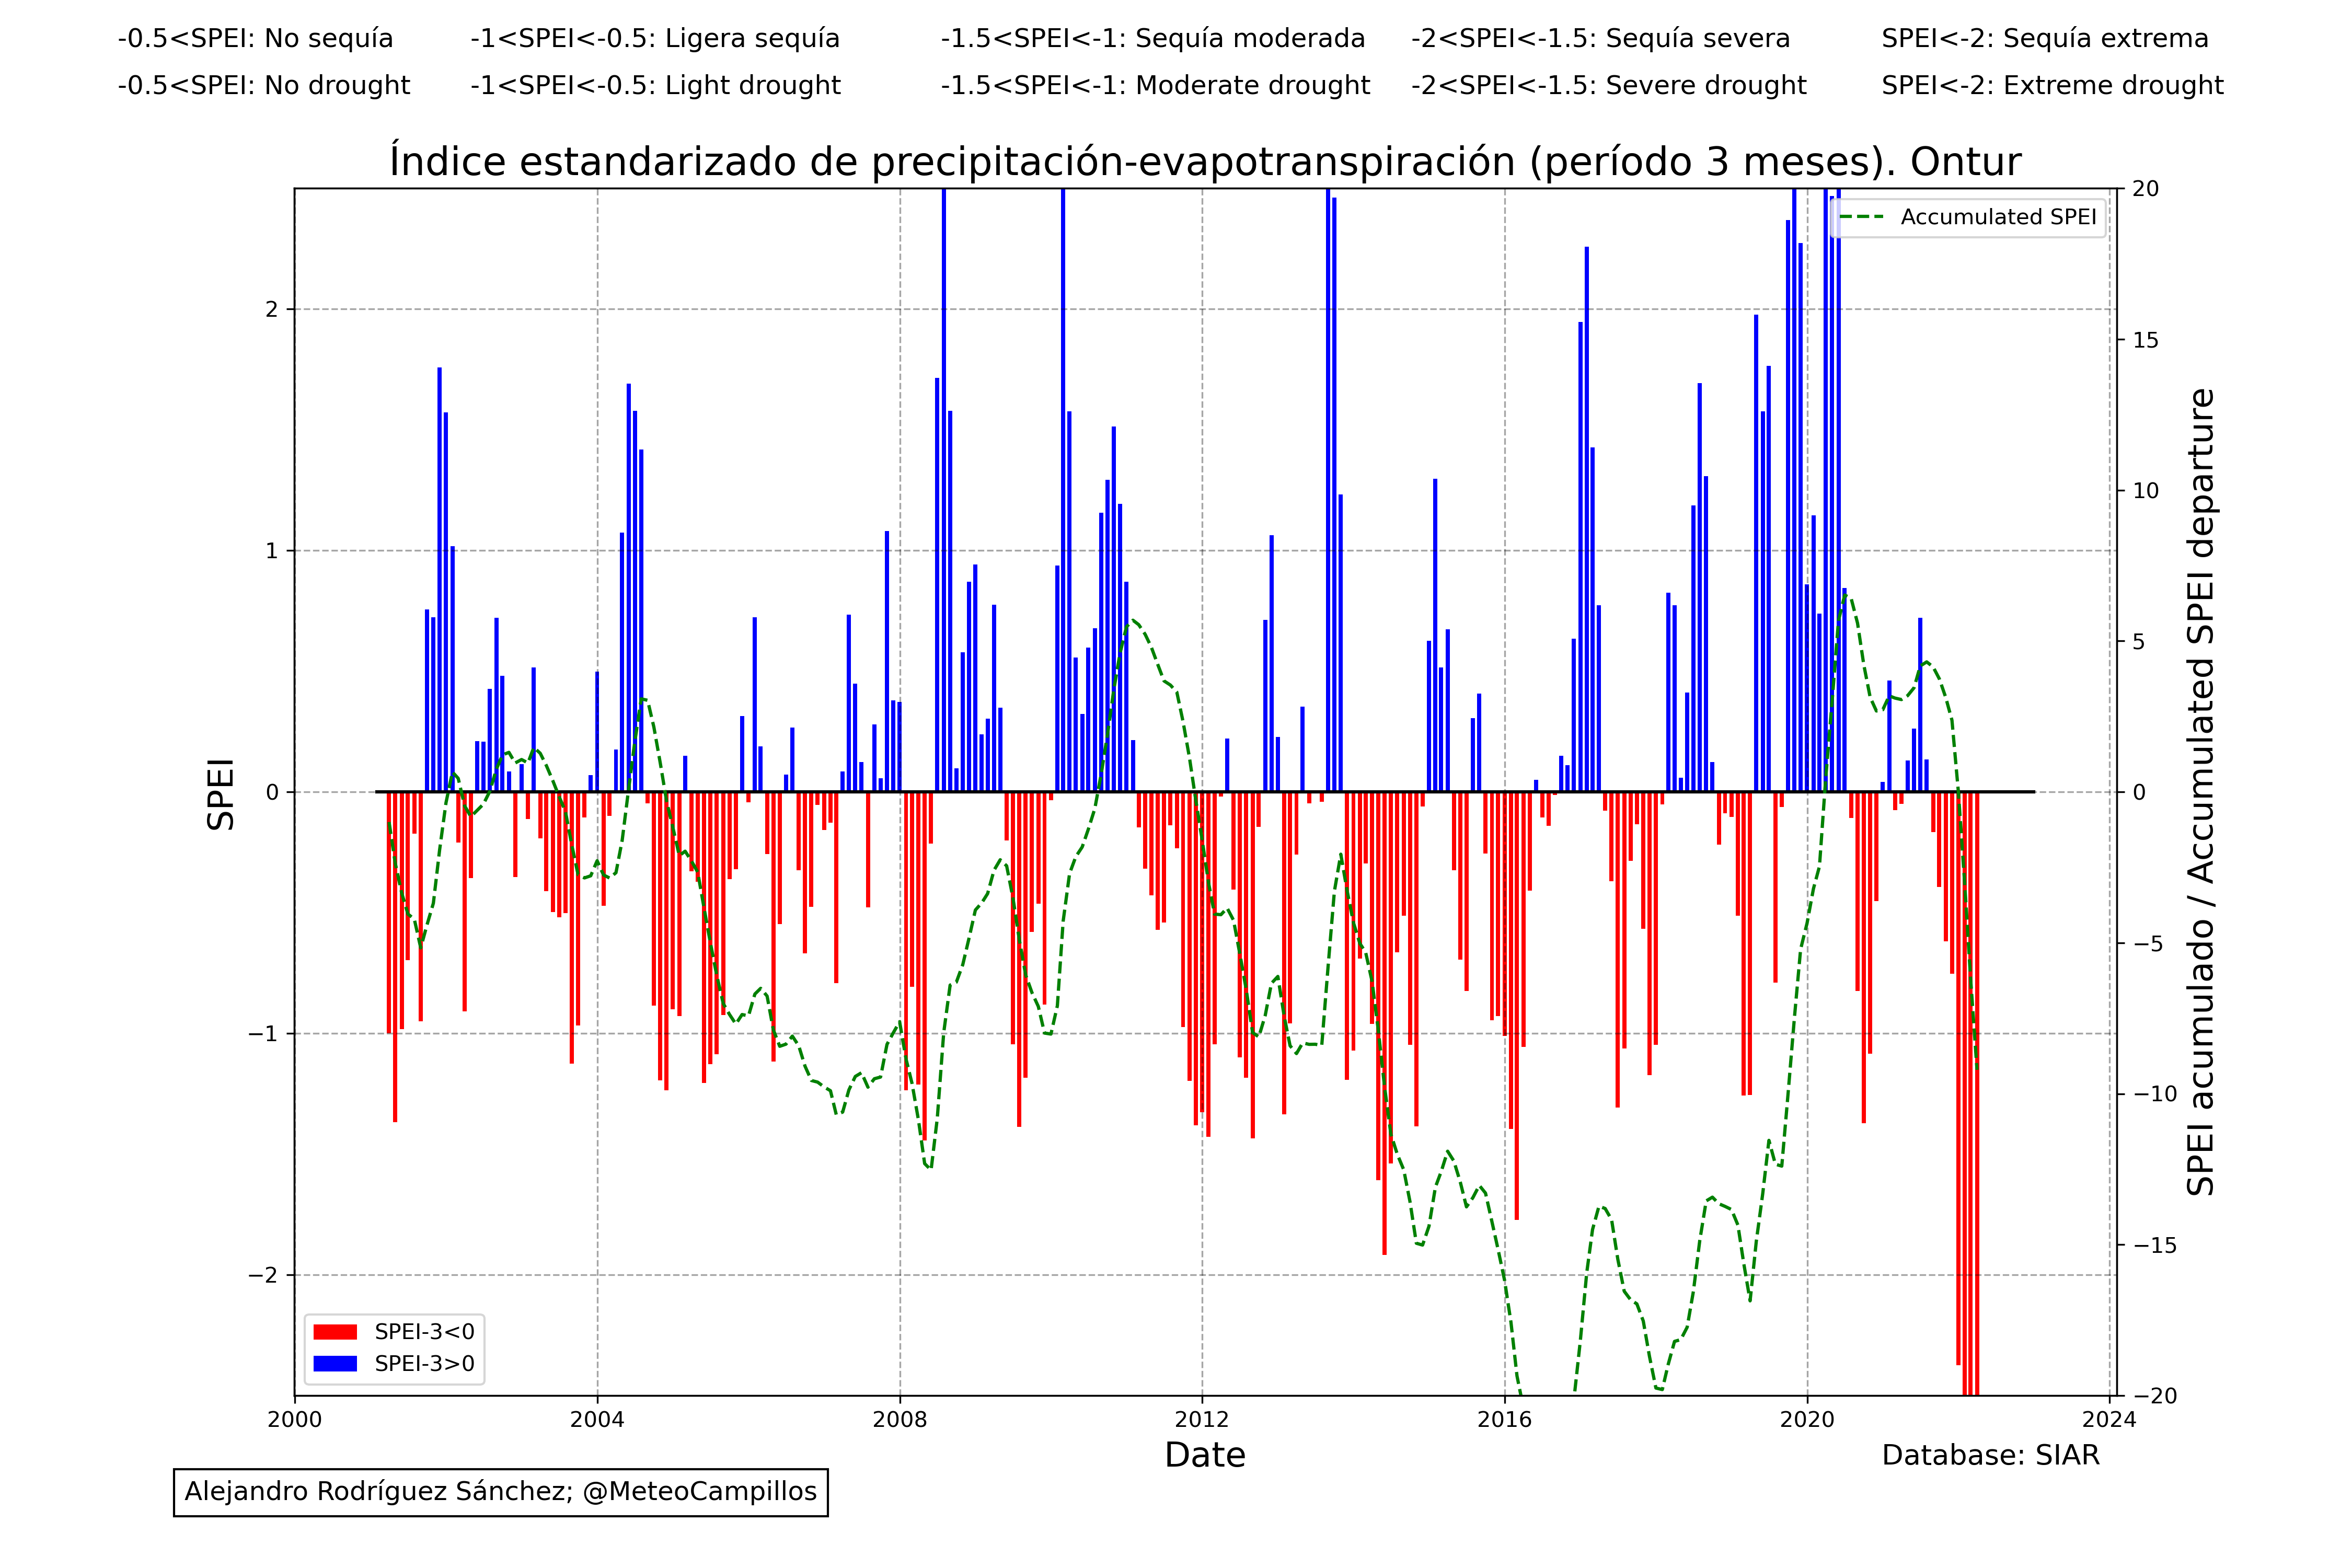 -0.5<SPEI: No sequía
-1<SPEI<-0.5: Ligera sequía
-1.5<SPEI<-1: Sequía moderada
-2<SPEI<-1.5: Sequía severa
SPEI<-2: Sequía extrema
-0.5<SPEI: No drought
-1<SPEI<-0.5: Light drought
-1.5<SPEI<-1: Moderate drought
-2<SPEI<-1.5: Severe drought
SPEI<-2: Extreme drought
Índice estandarizado de precipitación-evapotranspiración (período 3 meses). Ontur
SPEI
2
1
0
−1
−2
Accumulated SPEI
20
15
10
5
0
−5
−10
−15
−20
SPEI acumulado / Accumulated SPEI departure
SPEI-3<0
SPEI-3>0
2000
2004
2008
2012
2016
2020
2024
Date
Database: SIAR
Alejandro Rodríguez Sánchez; @MeteoCampillos